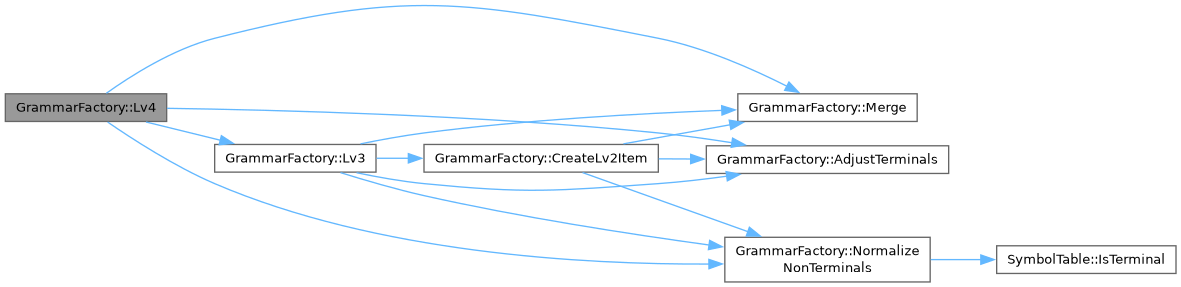 GrammarFactory::Lv4
GrammarFactory::Lv3
GrammarFactory::CreateLv2Item
GrammarFactory::Merge
GrammarFactory::AdjustTerminals
GrammarFactory::Normalize
NonTerminals
SymbolTable::IsTerminal